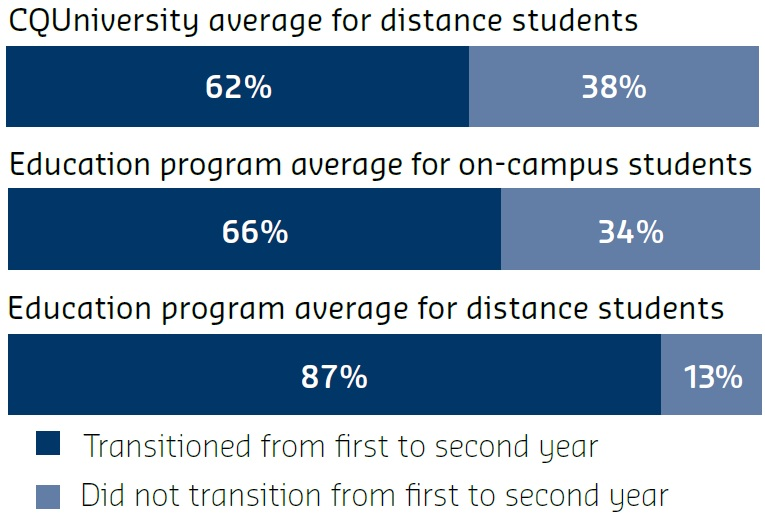 CQUniversity average for distance students
62% 38%
Education program average for on-campus students
66% 34%
Education program average for distance students
87% 13%
Transitioned from first to second year
Did not transition from first to second year